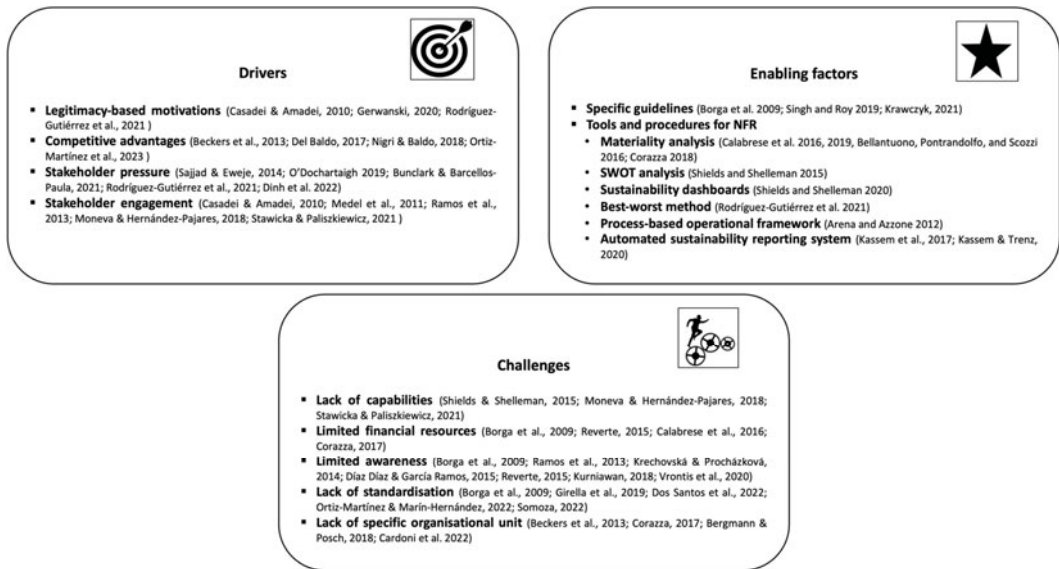 Drivers
▪ Legitimacy-based motivations (Casadei & Amadei, 2010; Gerwanski, 2020; Rodríguez-
Gutiérrez et al., 2021 )
▪ Competitive advantages (Beckers et al., 2013; Del Baldo, 2017; Nigri & Baldo, 2018; Ortiz-
Martínez et al., 2023 )
▪ Stakeholder pressure (Sajjad & Eweje, 2014; O'Dochartaigh 2019; Bunclark & Barcellos-
Paula, 2021; Rodríguez-Gutiérrez et al., 2021; Dinh et al. 2022)
▪ Stakeholder engagement (Casadei & Amadei, 2010; Medel et al., 2011; Ramos et al.,
2013; Moneva & Hernández-Pajares, 2018; Stawicka & Paliszkiewicz, 2021 )
Enabling factors
▪ Specific guidelines (Borga et al. 2009; Singh and Roy 2019; Krawczyk, 2021)
▪ Tools and procedures for NFR
• Materiality analysis (Calabrese et al. 2016, 2019, Bellantuono, Pontrandolfo, and Scozzi
2016; Corazza 2018)
• SWOT analysis (Shields and Shelleman 2015)
• Sustainability dashboards (Shields and Shelleman 2020)
• Best-worst method (Rodríguez-Gutiérrez et al. 2021)
• Process-based operational framework (Arena and Azzone 2012)
• Automated sustainability reporting system (Kassem et al., 2017; Kassem & Trenz,
2020)
Challenges
▪ Lack of capabilities (Shields & Shelleman, 2015; Moneva & Hernández-Pajares, 2018;
Stawicka & Paliszkiewicz, 2021)
▪ Limited financial resources (Borga et al., 2009; Reverte, 2015; Calabrese et al., 2016;
Corazza, 2017)
▪ Limited awareness (Borga et al., 2009; Ramos et al., 2013; Krechovská & Procházková,
2014; Díaz Díaz & García Ramos, 2015; Reverte, 2015; Kurniawan, 2018; Vrontis et al., 2020)
▪ Lack of standardisation (Borga et al., 2009; Girella et al., 2019; Dos Santos et al., 2022;
Ortiz-Martínez & Marín-Hernández, 2022; Somoza, 2022)
▪ Lack of specific organisational unit (Beckers et al., 2013; Corazza, 2017; Bergmann &
Posch, 2018; Cardoni et al. 2022)